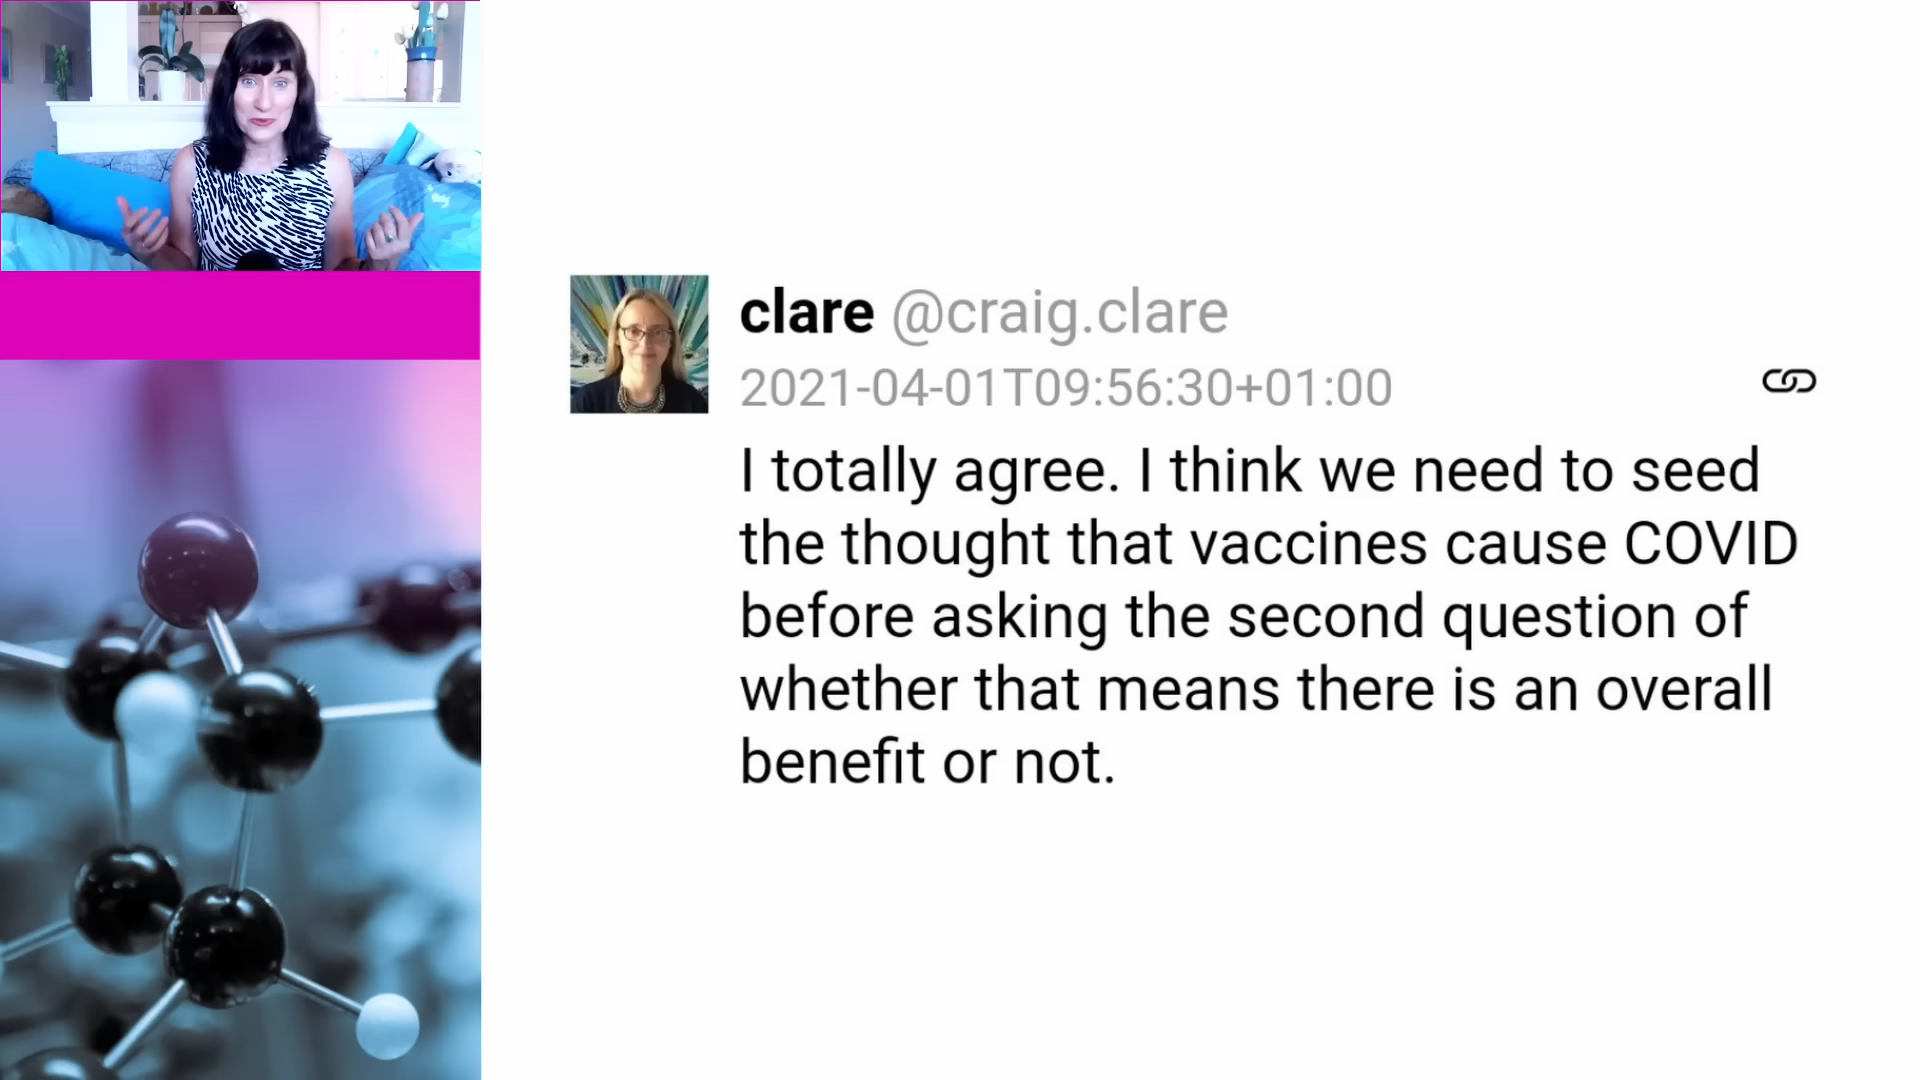 clare @craig.clare
2021-04-01T09:56:30+01:00
I totally agree. I think we need to seed
the thought that vaccines cause COVID
before asking the second question of
whether that means there is an overall
benefit or not.